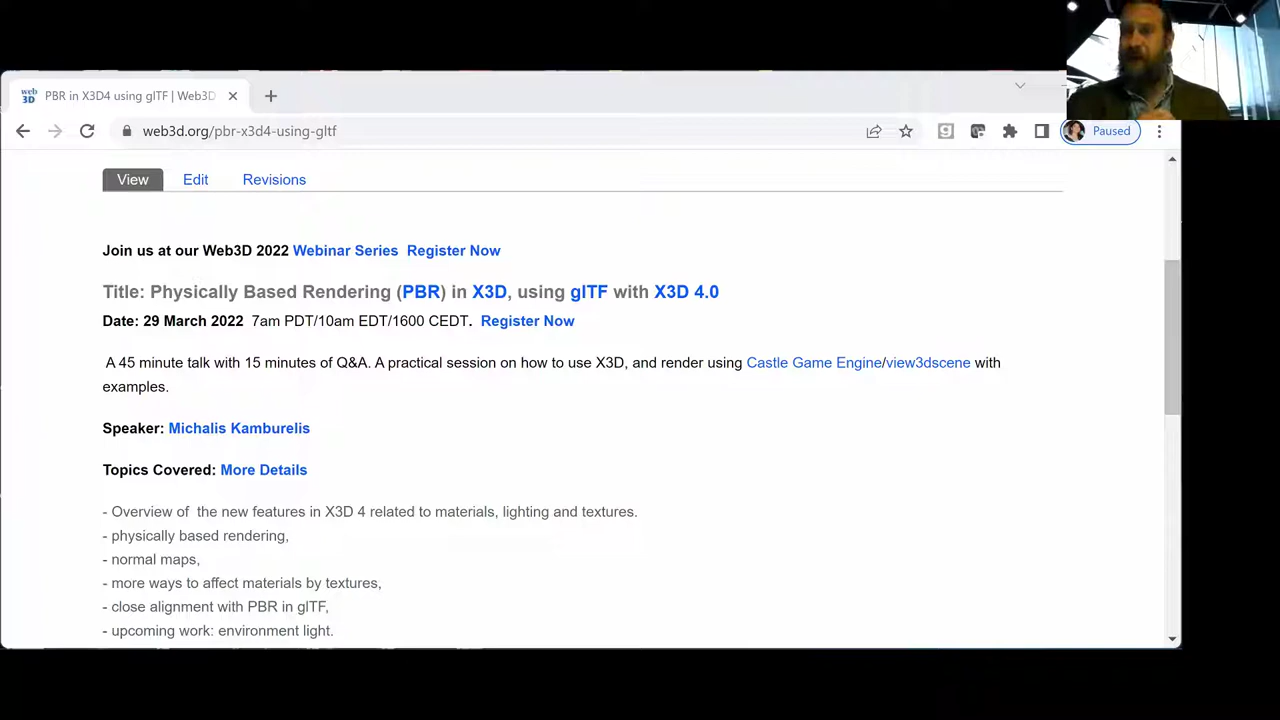 web 3D PBR in X3D4 using glTF | Web3D
web3d.org/pbr-x3d4-using-gltf
Paused
View Edit Revisions
Join us at our Web3D 2022 Webinar Series Register Now
Title: Physically Based Rendering (PBR) in X3D, using glTF with X3D 4.0
Date: 29 March 2022 7am PDT/10am EDT/1600 CEDT. Register Now
A 45 minute talk with 15 minutes of Q&A. A practical session on how to use X3D, and render using Castle Game Engine/view3dscene with
examples.
Speaker: Michalis Kamburelis
Topics Covered: More Details
- Overview of the new features in X3D 4 related to materials, lighting and textures.
- physically based rendering,
- normal maps,
- more ways to affect materials by textures,
- close alignment with PBR in glTF,
- upcoming work: environment light.